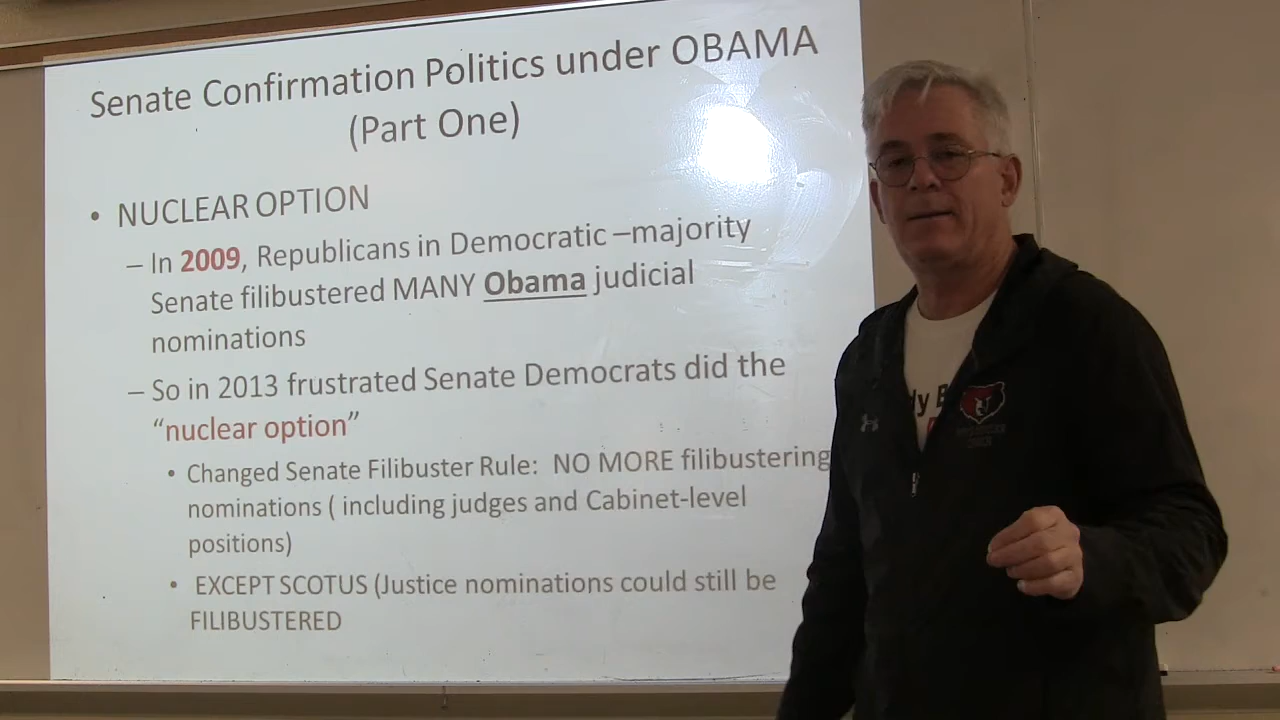 Senate Confirmation Politics under OBAMA
(Part One)
• NUCLEAR OPTION
– In 2009, Republicans in Democratic –majority
Senate filibustered MANY Obama judicial
nominations
– So in 2013 frustrated Senate Democrats did the
“nuclear option”
• Changed Senate Filibuster Rule: NO MORE filibustering
nominations ( including judges and Cabinet-level
positions)
• EXCEPT SCOTUS (Justice nominations could still be
FILIBUSTERED